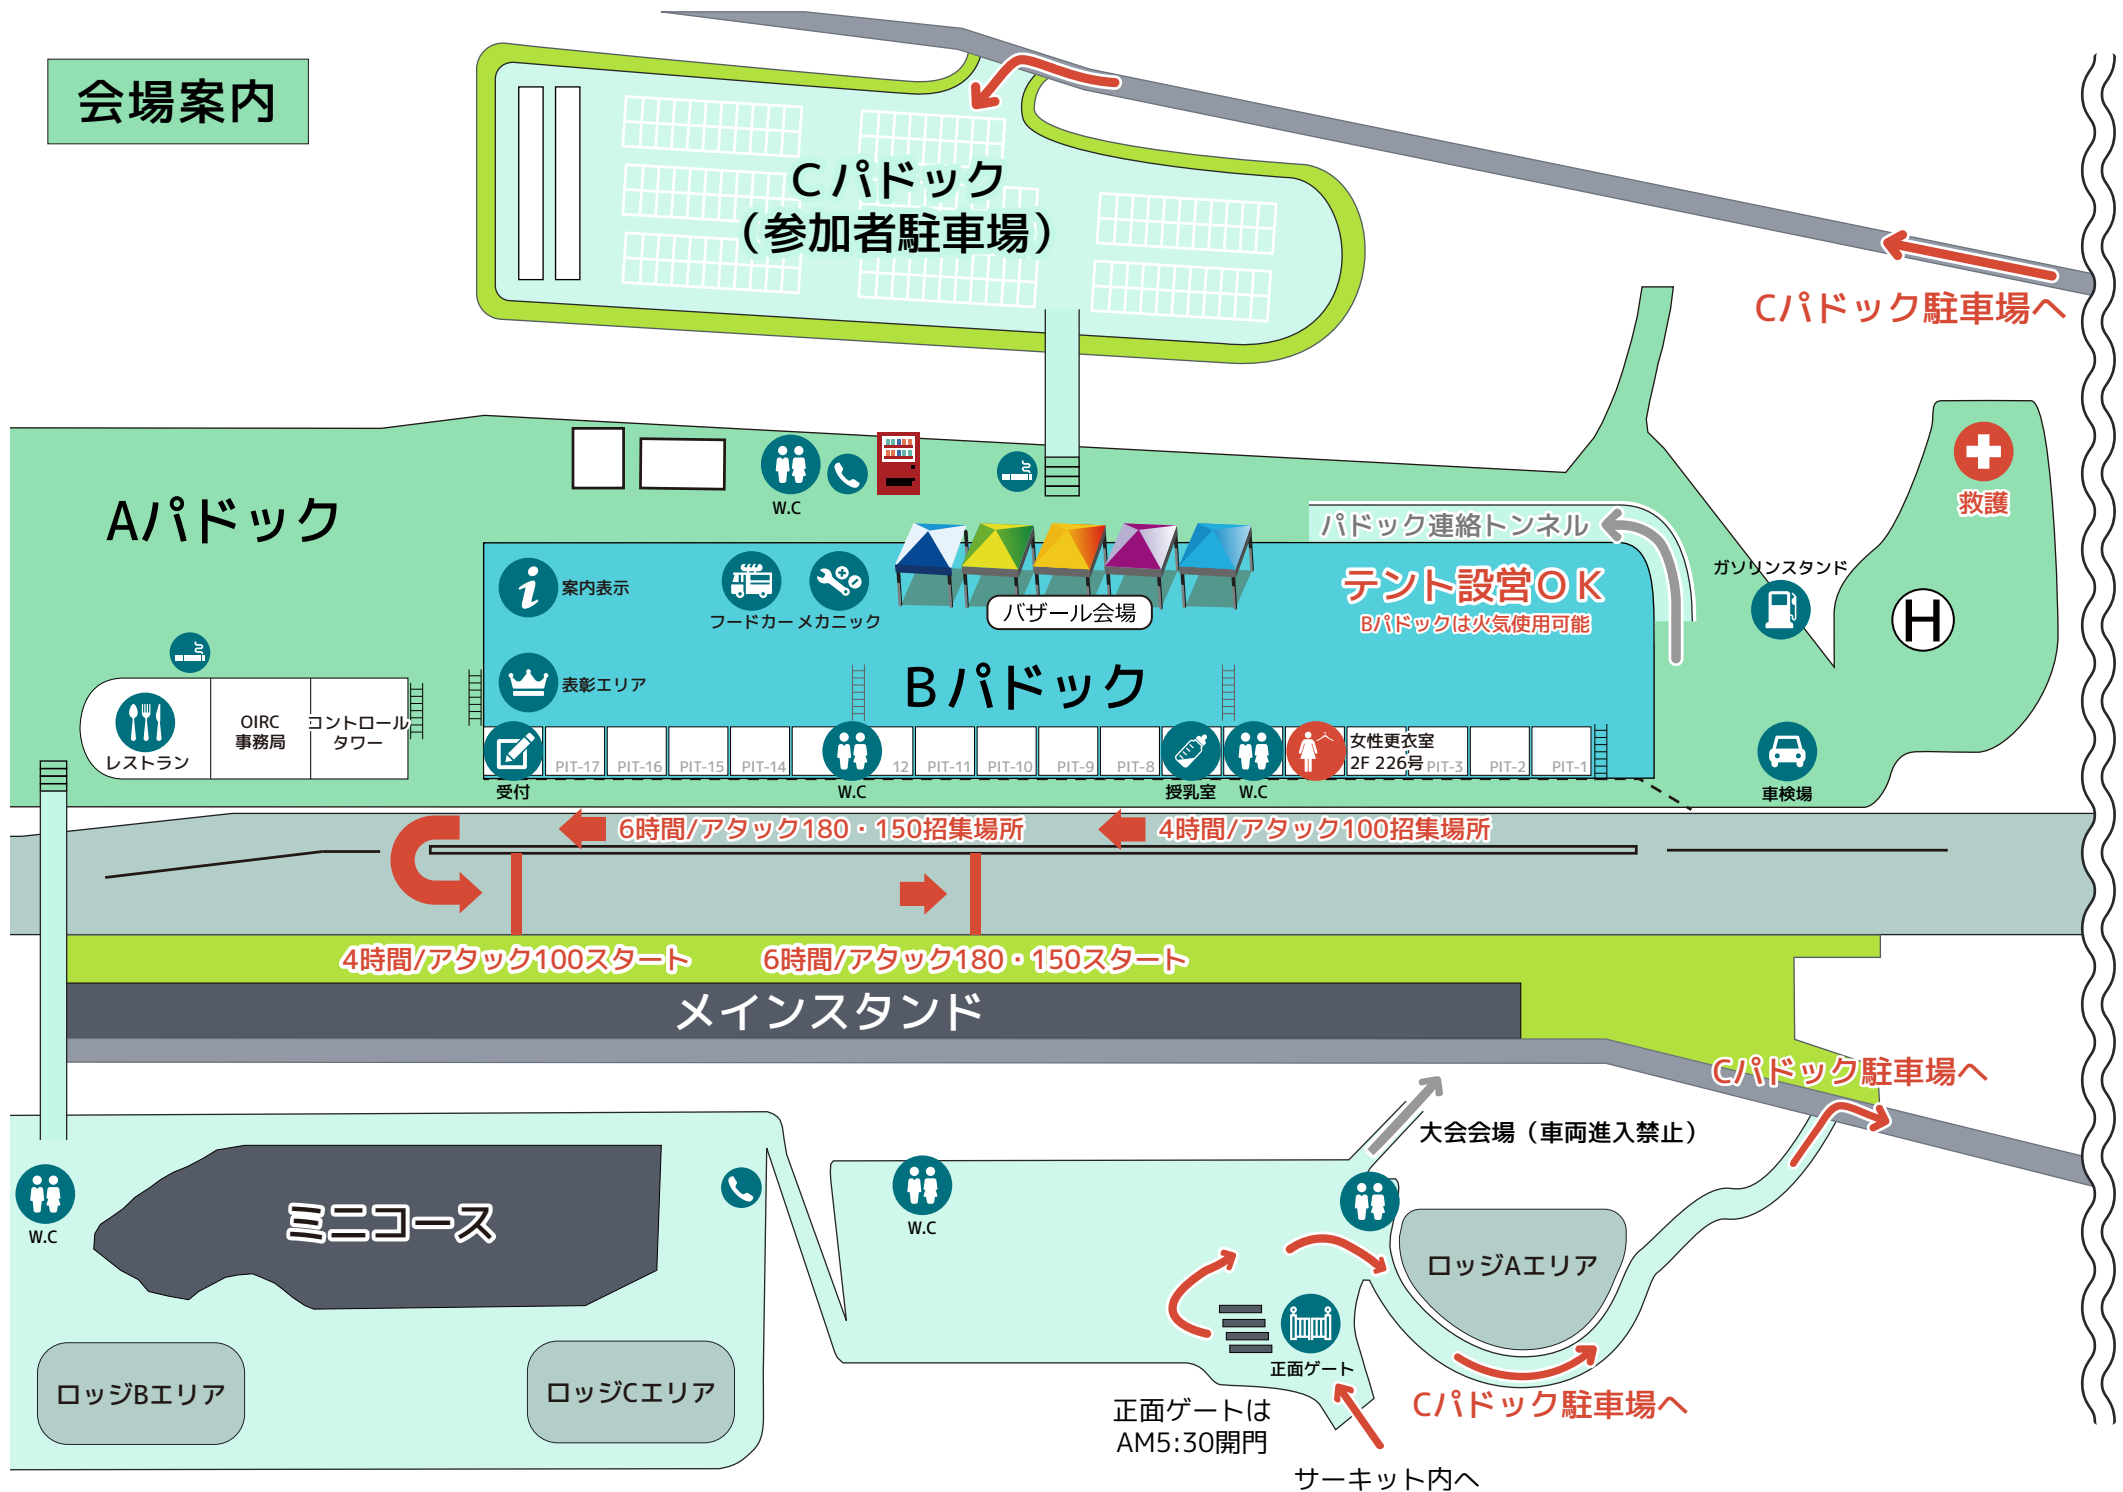 会場案内
Cパドック
（参加者駐車場）
Cパドック駐車場へ
Aパドック
W.C
救護
パドック連絡トンネル
ガソリンスタンド
H
案内表示
フードカー
メカニック
バザール会場
テント設営OK
Bパドックは火気使用可能
表彰エリア
Bパドック
レストラン
OIRC
事務局
コントロール
タワー
PIT-17
PIT-16
PIT-15
PIT-14
12
PIT-11
PIT-10
PIT-9
PIT-8
女性更衣室
2F 226号
PIT-3
PIT-2
PIT-1
受付
W.C
授乳室
W.C
車検場
6時間/アタック180・150招集場所
4時間/アタック100招集場所
4時間/アタック100スタート
6時間/アタック180・150スタート
メインスタンド
Cパドック駐車場へ
大会会場（車両進入禁止）
W.C
ミニコース
W.C
ロッジAエリア
正面ゲート
ロッジBエリア
ロッジCエリア
Cパドック駐車場へ
正面ゲートは
AM5:30開門
サーキット内へ